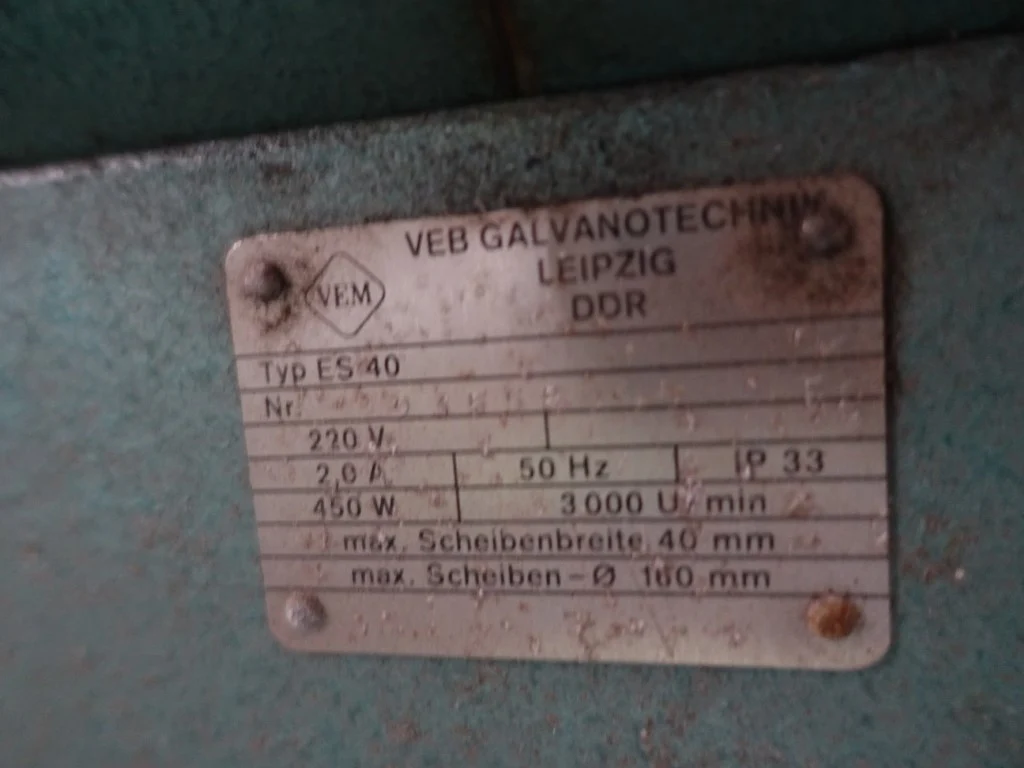 VEB GALVANOTECHNIK
LEIPZIG
DDR
VEM
Typ ES 40
Nr.
220 V
2,0 A 50 Hz IP 33
450 W 3000 U/min
max. Scheibenbreite 40 mm
max. Scheiben-Ø 160 mm